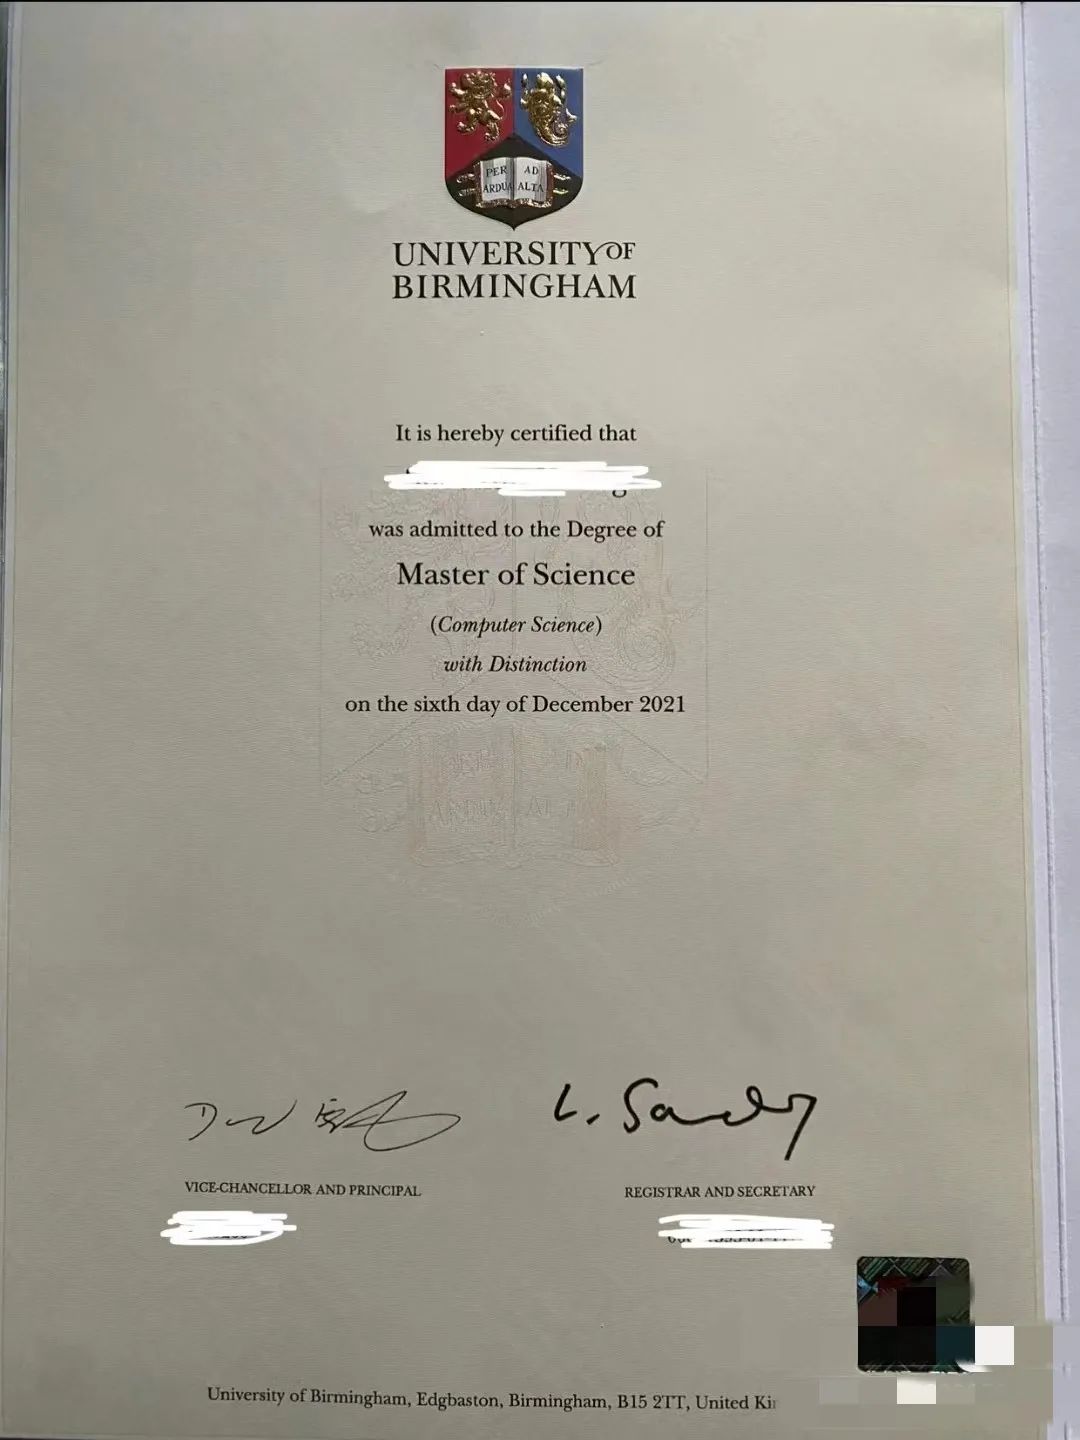 PER AD
ARDUA ALTA
UNIVERSITY OF
BIRMINGHAM
It is hereby certified that
was admitted to the Degree of
Master of Science
(Computer Science)
with Distinction
on the sixth day of December 2021
L. Sandy
VICE-CHANCELLOR AND PRINCIPAL
REGISTRAR AND SECRETARY
University of Birmingham, Edgbaston, Birmingham, B15 2TT, United